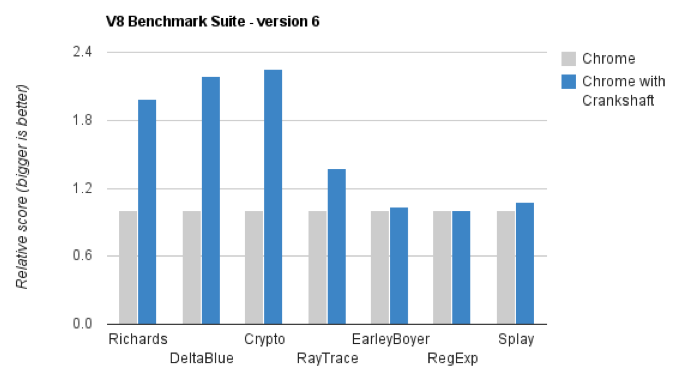 V8 Benchmark Suite - version 6
Relative score (bigger is better)
2.4
1.8
1.2
0.6
0.0
Richards
DeltaBlue
Crypto
RayTrace
EarleyBoyer
RegExp
Splay
Chrome
Chrome with
Crankshaft